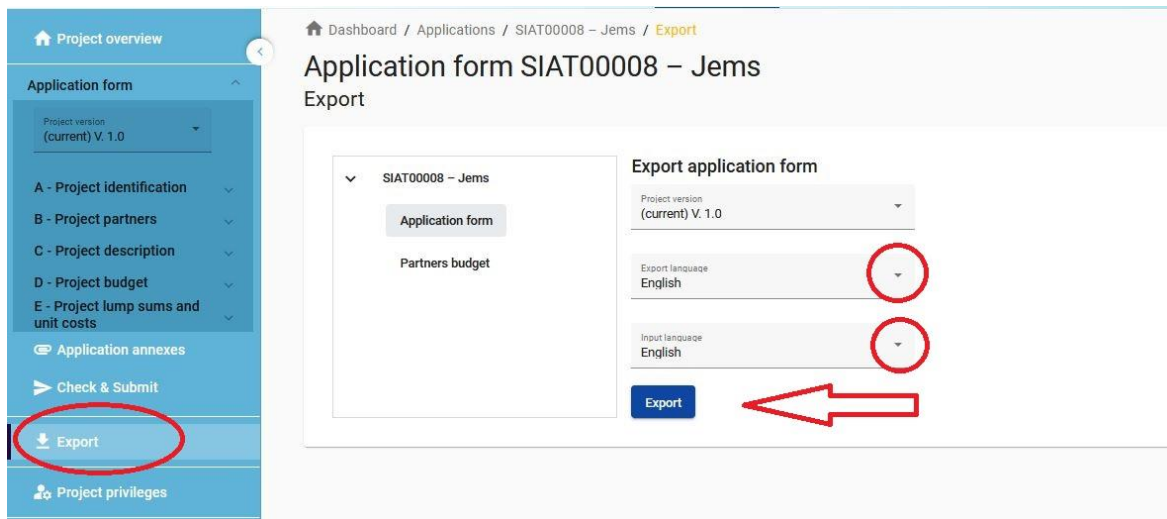 Project overview
Application form
Project version
(current) V. 1.0
A - Project identification
B - Project partners
C - Project description
D - Project budget
E - Project lump sums and
unit costs
Application annexes
Check & Submit
Export
Project privileges
Dashboard / Applications / SIAT00008 – Jems / Export
Application form SIAT00008 – Jems
Export
SIAT00008 – Jems
Application form
Partners budget
Export application form
Project version
(current) V. 1.0
Export language
English
Input language
English
Export